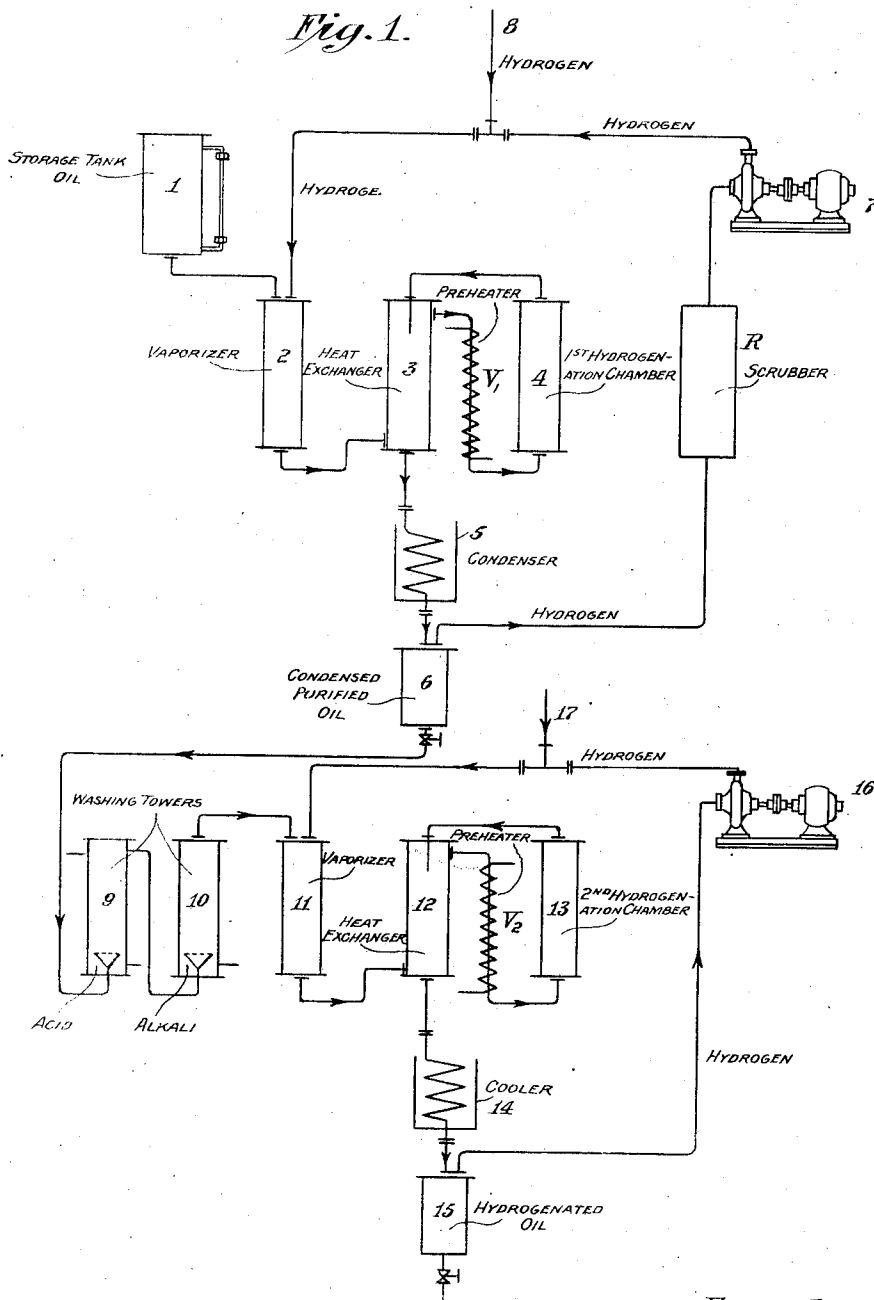 Fig. 1.
8
HYDROGEN
HYDROGEN
STORAGE TANK
OIL
1
HYDROGE.
7
PREHEATER
VAPORIZER
2
HEAT
EXCHANGER
3
V1
4
1ST HYDROGEN-
ATION CHAMBER
R
SCRUBBER
5
CONDENSER
HYDROGEN
CONDENSED
PURIFIED
OIL
6
17
HYDROGEN
16
WASHING TOWERS
PREHEATER
VAPORIZER
9
10
11
HEAT
EXCHANGER
12
V2
13
2ND HYDROGEN-
ATION CHAMBER
ACID
ALKALI
HYDROGEN
COOLER
14
15
HYDROGENATED
OIL